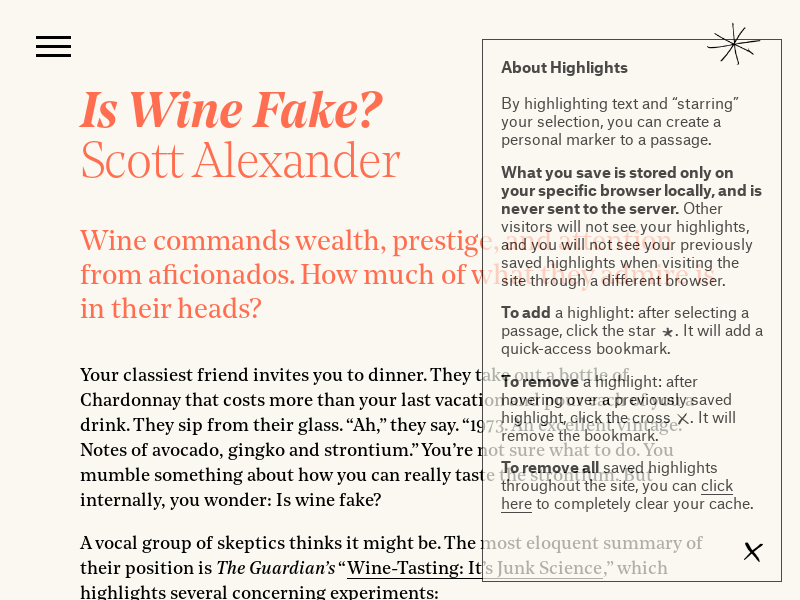 Is Wine Fake?
Scott Alexander
Wine commands wealth, prestige, and attention
from aficionados. How much of what they admire is
in their heads?
Your classiest friend invites you to dinner. They take out a bottle of
Chardonnay that costs more than your last vacation and pour each of you a
drink. They sip from their glass. “Ah,” they say. “1973. An excellent vintage.
Notes of avocado, gingko and strontium.” You’re not sure what to do. You
mumble something about how you can really taste the strontium. But
internally, you wonder: Is wine fake?
A vocal group of skeptics thinks it might be. The most eloquent summary of
their position is The Guardian’s “Wine-Tasting: It’s Junk Science,” which
highlights several concerning experiments:
About Highlights
By highlighting text and “starring”
your selection, you can create a
personal marker to a passage.
What you save is stored only on
your specific browser locally, and is
never sent to the server. Other
visitors will not see your highlights,
and you will not see your previously
saved highlights when visiting the
site through a different browser.
To add a highlight: after selecting a
passage, click the star ★. It will add a
quick-access bookmark.
To remove a highlight: after
hovering over a previously saved
highlight, click the cross ⨯. It will
remove the bookmark.
To remove all saved highlights
throughout the site, you can click
here to completely clear your cache.